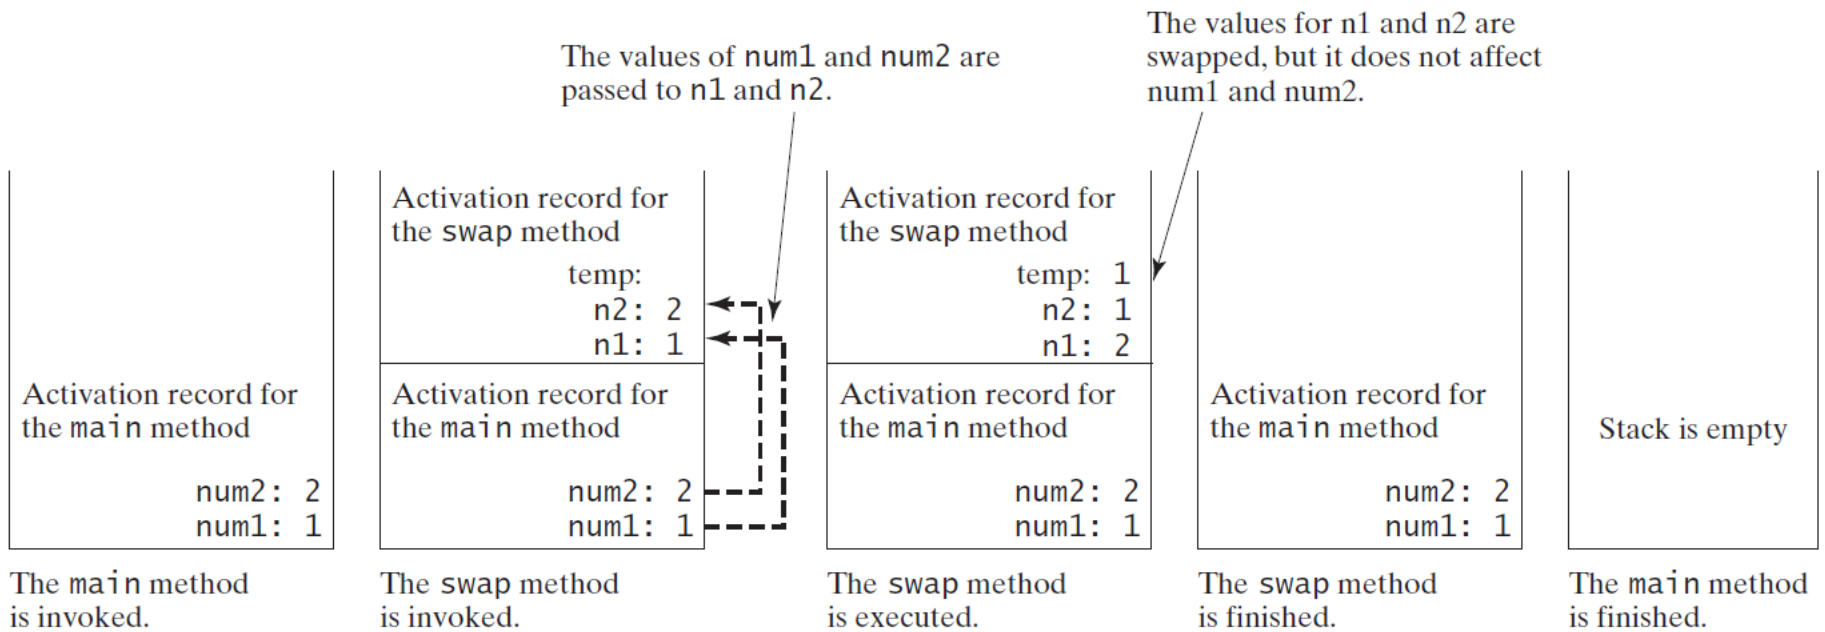 The values of num1 and num2 are
passed to n1 and n2.
The values for n1 and n2 are
swapped, but it does not affect
num1 and num2.
Activation record for
the main method
num2: 2
num1: 1
The main method
is invoked.
Activation record for
the swap method
temp:
n2: 2
n1: 1
Activation record for
the main method
num2: 2
num1: 1
The swap method
is invoked.
Activation record for
the swap method
temp: 1
n2: 1
n1: 2
Activation record for
the main method
num2: 2
num1: 1
The swap method
is executed.
Activation record for
the main method
num2: 2
num1: 1
The swap method
is finished.
Stack is empty
The main method
is finished.